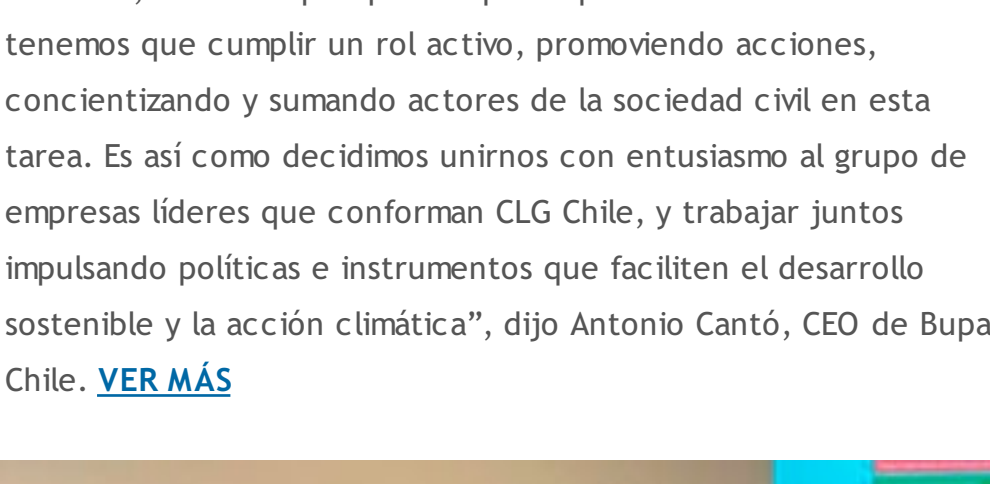 tenemos que cumplir un rol activo, promoviendo acciones,
concientizando y sumando actores de la sociedad civil en esta
tarea. Es así como decidimos unirnos con entusiasmo al grupo de
empresas líderes que conforman CLG Chile, y trabajar juntos
impulsando políticas e instrumentos que faciliten el desarrollo
sostenible y la acción climática”, dijo Antonio Cantó, CEO de Bupa
Chile. VER MÁS